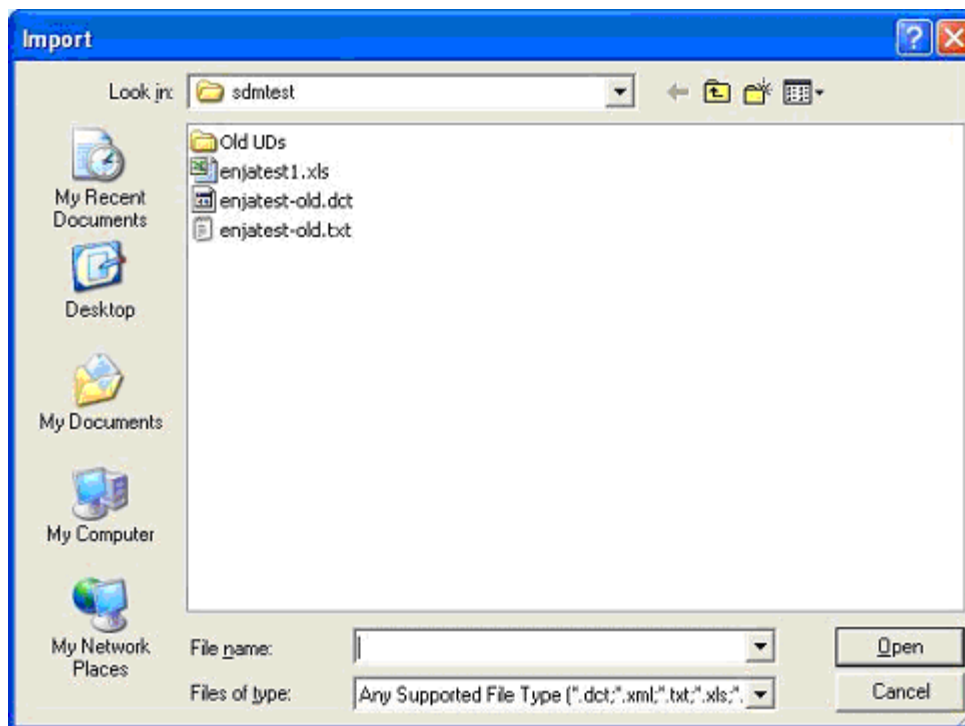 Import
Look in:
sdmtest
Old UDs
enjatest1.xls
enjatest-old.dct
enjatest-old.txt
My Recent
Documents
Desktop
My Documents
My Computer
My Network
Places
File name:
Open
Files of type:
Any Supported File Type (*.dct;*.xml;*.txt;*.xls;*.
Cancel